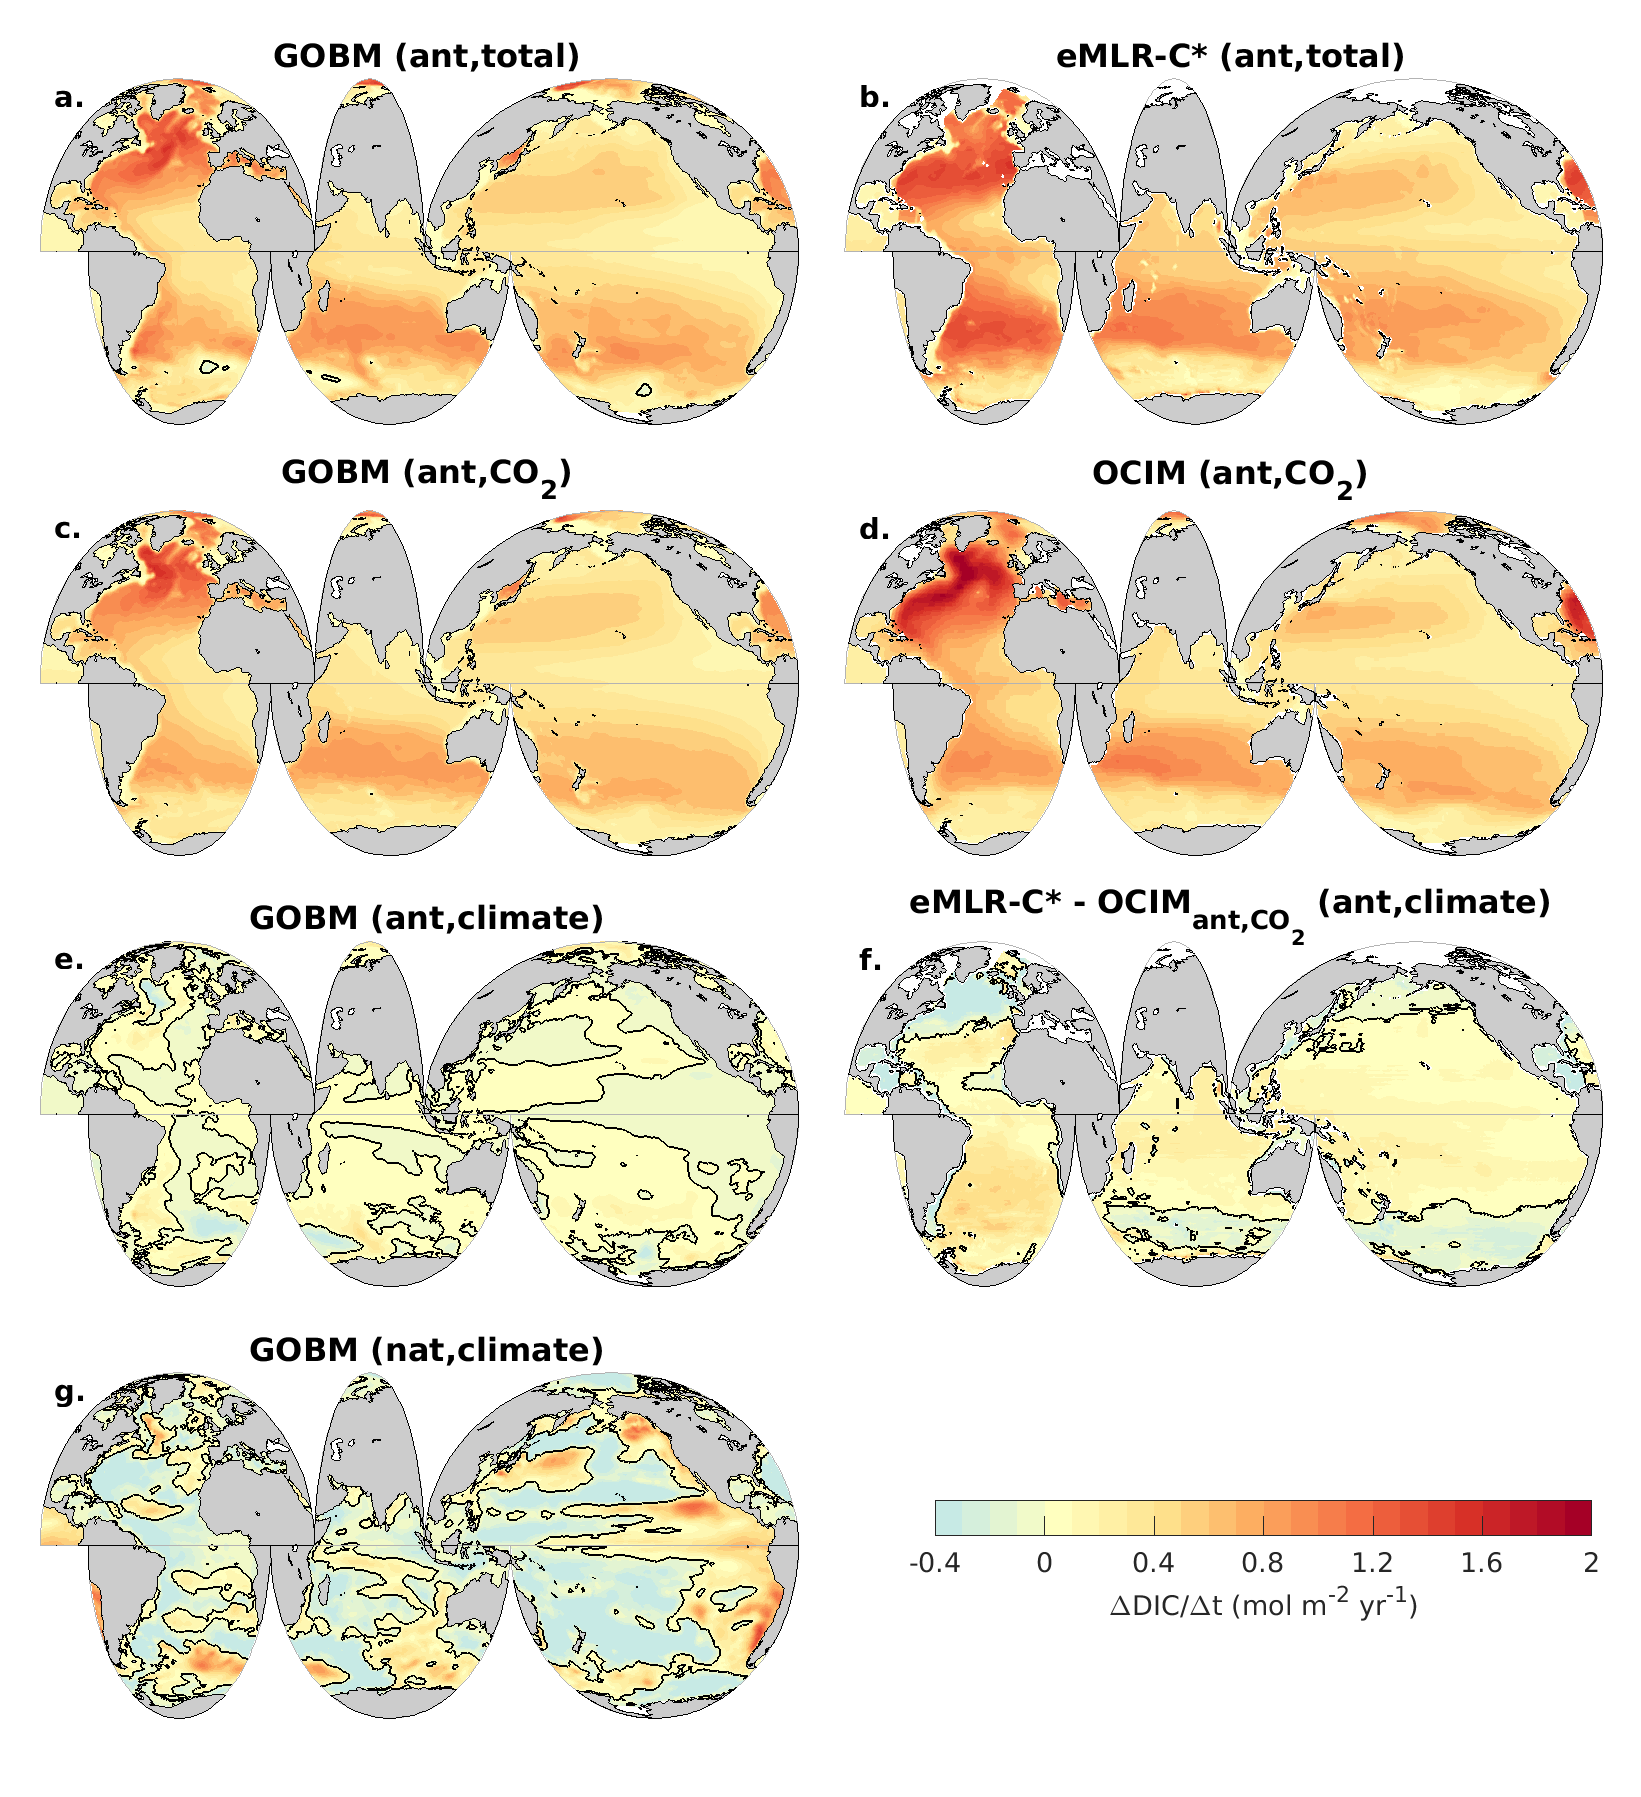 GOBM (ant,total)
eMLR-C* (ant,total)
a.
b.
GOBM (ant,CO2)
OCIM (ant,CO2)
c.
d.
GOBM (ant,climate)
eMLR-C* - OCIMant,CO2 (ant,climate)
e.
f.
GOBM (nat,climate)
g.
-0.4 0 0.4 0.8 1.2 1.6 2
ΔDIC/Δt (mol m-2 yr-1)